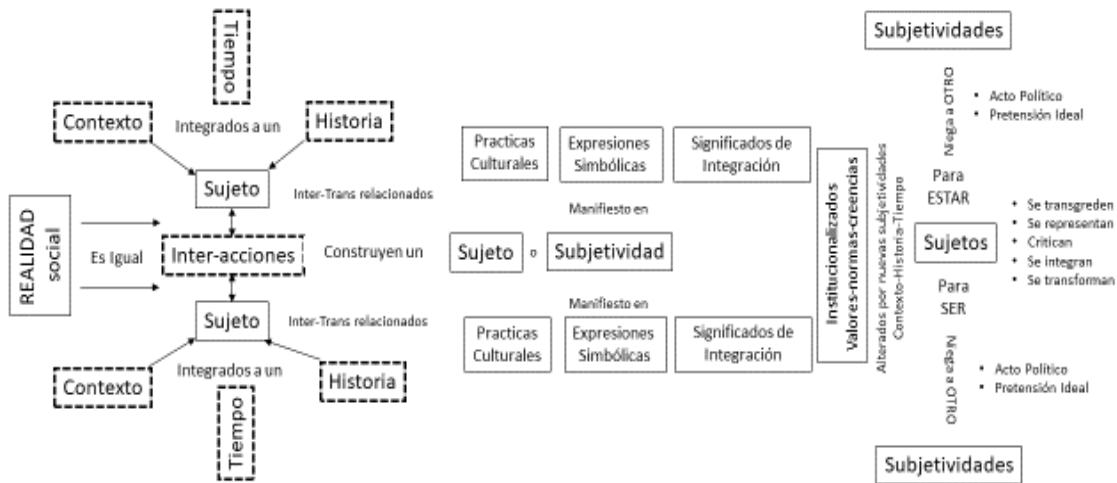 Tiempo
Contexto
Integrados a un
Historia
Sujeto
Inter-Trans relacionados
REALIDAD
social
Es Igual
Inter-acciones
Construyen un
Sujeto
Inter-Trans relacionados
Contexto
Integrados a un
Historia
Tiempo
Practicas
Culturales
Expresiones
Simbólicas
Significados de
Integración
Manifiesto en
Sujeto
o
Subjetividad
Manifiesto en
Practicas
Culturales
Expresiones
Simbólicas
Significados de
Integración
Institucionalizados
Valores-normas-creencias
Alterados por nuevas subjetividades
Contexto-Historia-Tiempo
Subjetividades
Niega a OTRO
• Acto Político
• Pretensión Ideal
Para
ESTAR
Sujetos
• Se transgreden
• Se representan
• Critican
• Se integran
• Se transforman
Para
SER
Niega a OTRO
• Acto Político
• Pretensión Ideal
Subjetividades